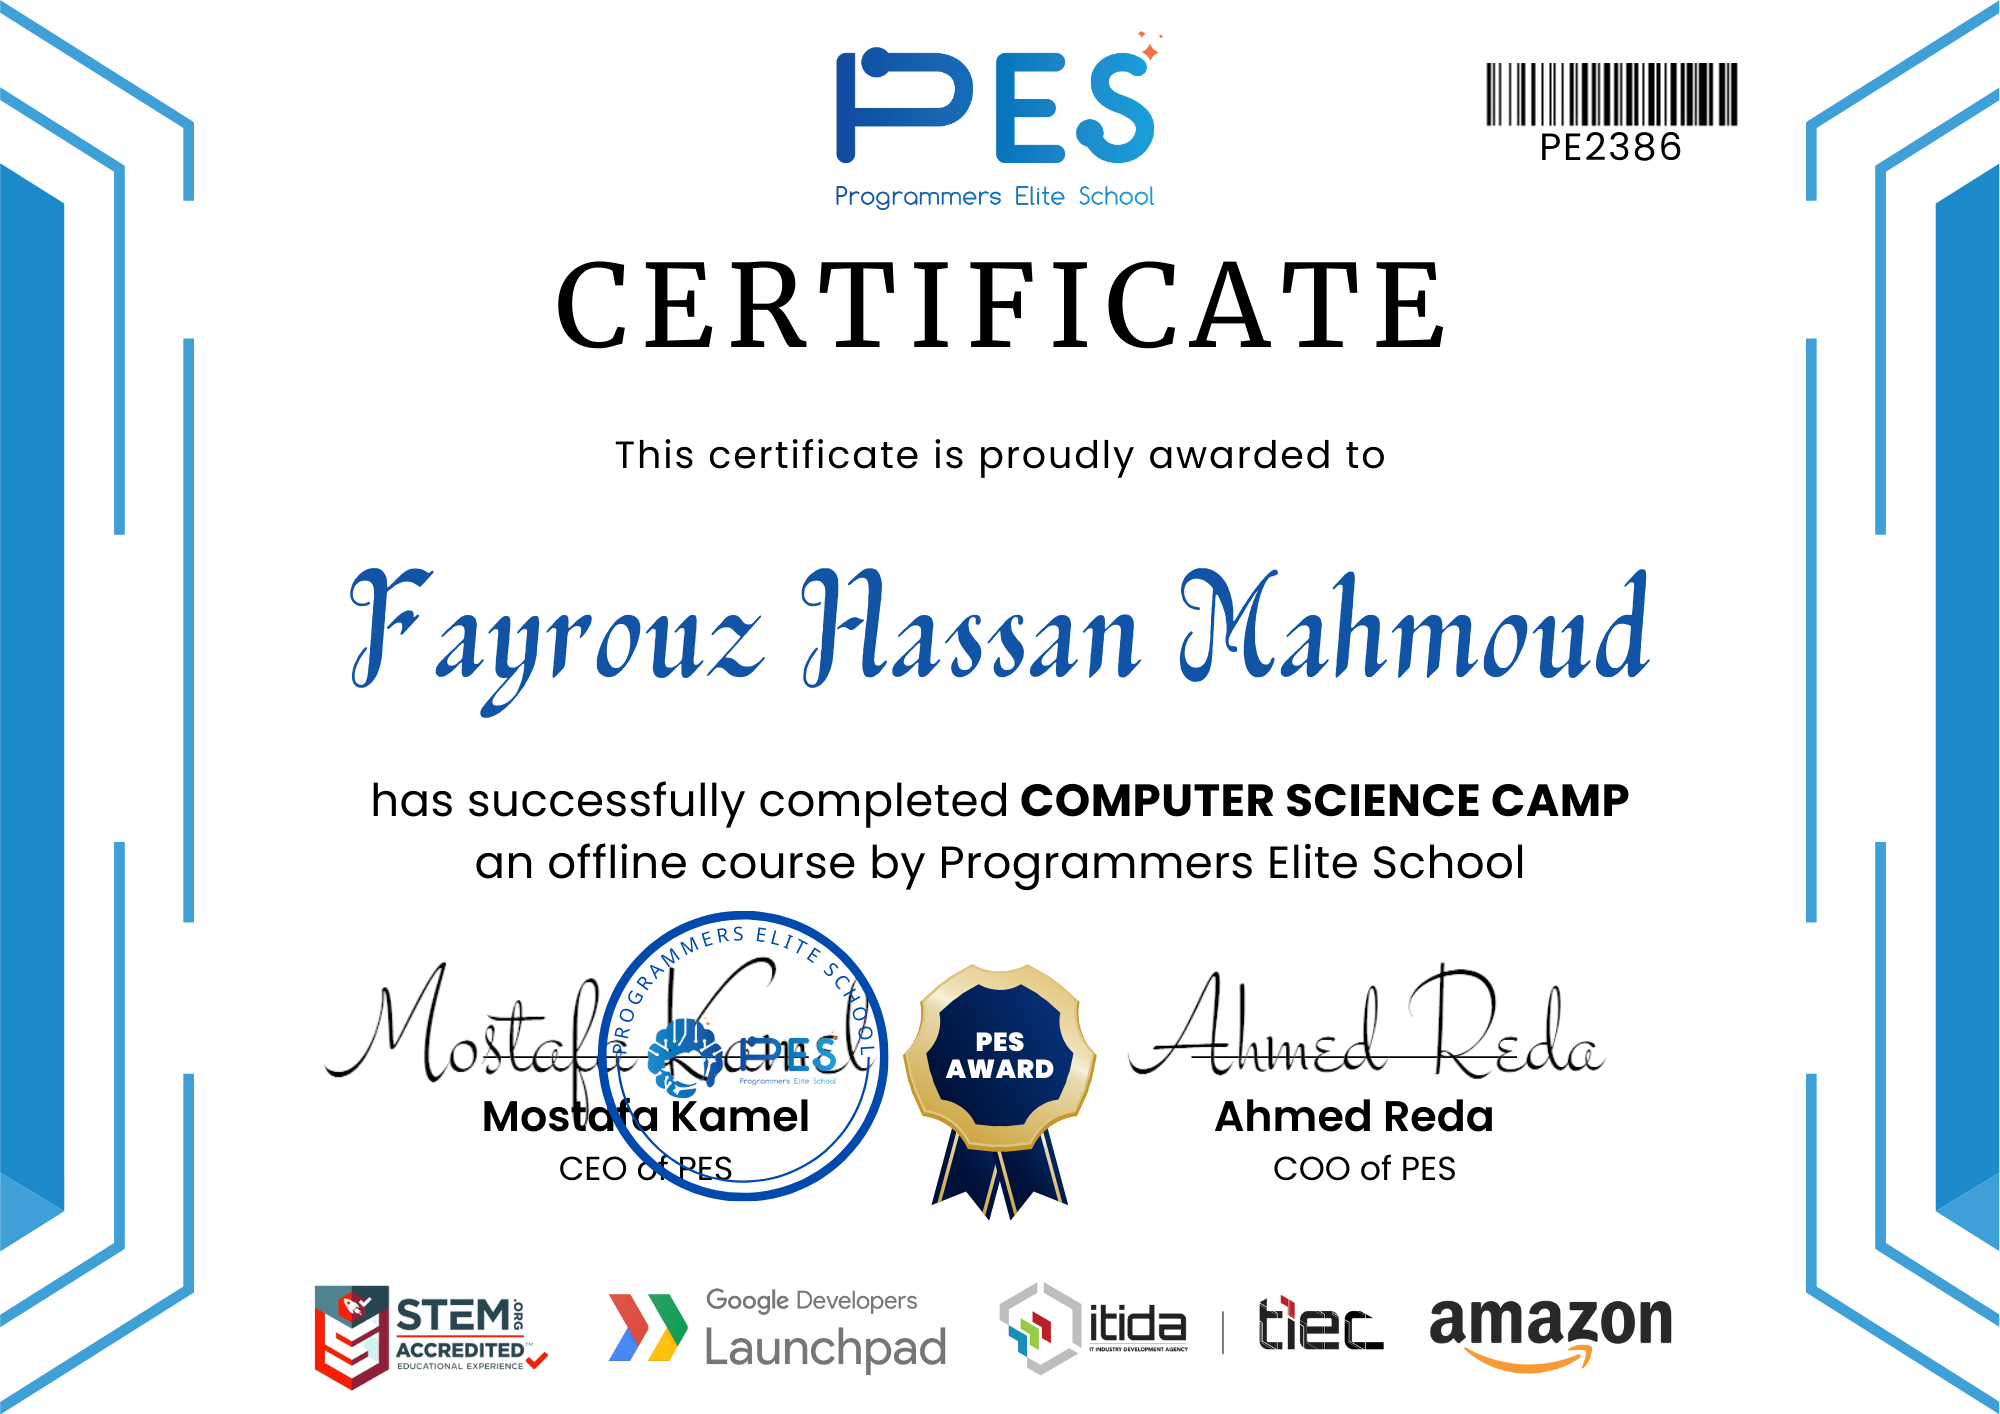 PES
Programmers Elite School
PE2386
CERTIFICATE
This certificate is proudly awarded to
Fayrouz Hassan Mahmoud
has successfully completed COMPUTER SCIENCE CAMP
an offline course by Programmers Elite School
Mostafa Kamel
PROGRAMMERS ELITE SCHOOL
PES
Programmers Elite School
PES
AWARD
Ahmed Reda
Mostafa Kamel
CEO of PES
Ahmed Reda
COO of PES
STEM.ORG
ACCREDITED™
EDUCATIONAL EXPERIENCE
Google Developers
Launchpad
itida
IT INDUSTRY DEVELOPMENT AGENCY
tiec
amazon